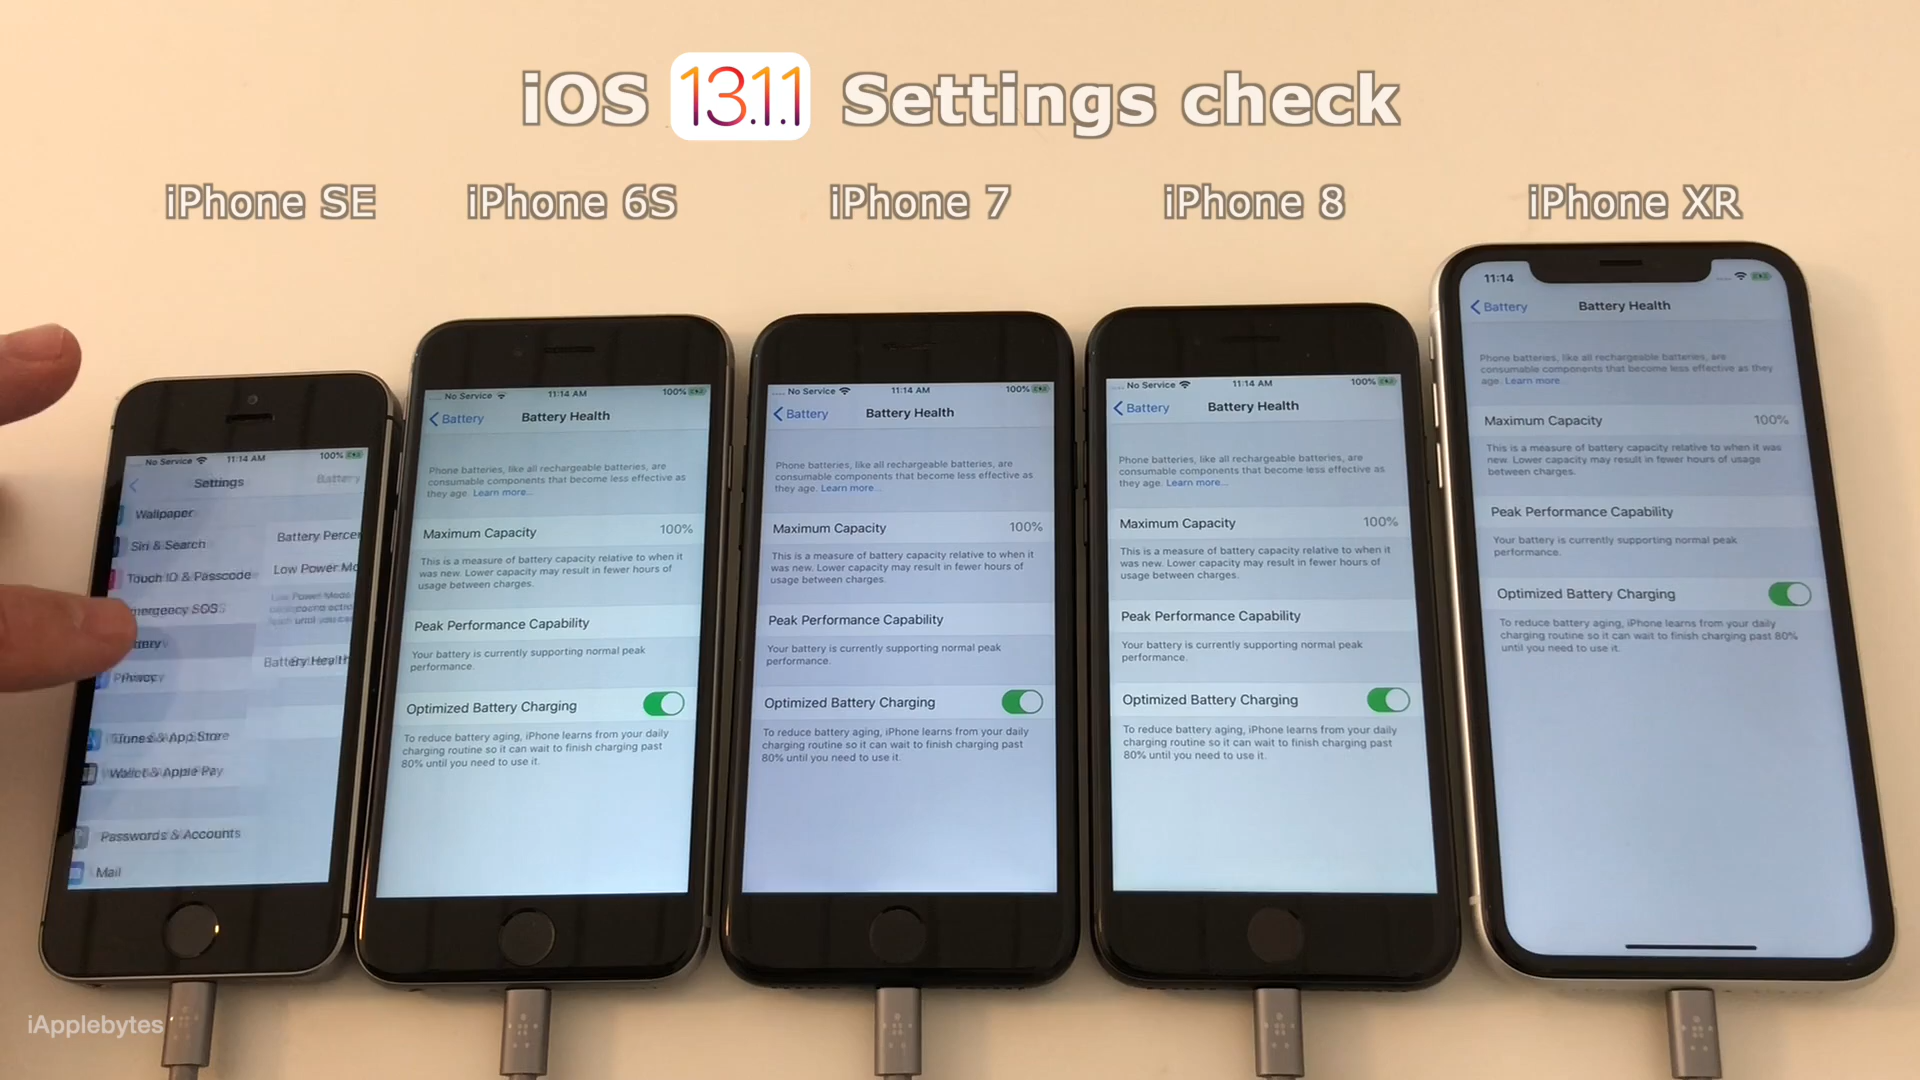 iOS 13.1.1 Settings check
iPhone SE
iPhone 6S
iPhone 7
iPhone 8
iPhone XR
No Service 11:14 AM 100%
Settings Battery
Wallpaper
Siri & Search
Touch ID & Passcode
Emergency SOS
Privacy
iTunes & App Store
Wallet & Apple Pay
Passwords & Accounts
Mail
Battery Percen
Low Power Mo
Battery Health
No Service 11:14 AM 100%
Battery Battery Health
Phone batteries, like all rechargeable batteries, are
consumable components that become less effective as
they age. Learn more...
Maximum Capacity 100%
This is a measure of battery capacity relative to when it
was new. Lower capacity may result in fewer hours of
usage between charges.
Peak Performance Capability
Your battery is currently supporting normal peak
performance.
Optimized Battery Charging
To reduce battery aging, iPhone learns from your daily
charging routine so it can wait to finish charging past
80% until you need to use it.
No Service 11:14 AM 100%
Battery Battery Health
Phone batteries, like all rechargeable batteries, are
consumable components that become less effective as
they age. Learn more...
Maximum Capacity 100%
This is a measure of battery capacity relative to when it
was new. Lower capacity may result in fewer hours of
usage between charges.
Peak Performance Capability
Your battery is currently supporting normal peak
performance.
Optimized Battery Charging
To reduce battery aging, iPhone learns from your daily
charging routine so it can wait to finish charging past
80% until you need to use it.
No Service 11:14 AM 100%
Battery Battery Health
Phone batteries, like all rechargeable batteries, are
consumable components that become less effective as
they age. Learn more...
Maximum Capacity 100%
This is a measure of battery capacity relative to when it
was new. Lower capacity may result in fewer hours of
usage between charges.
Peak Performance Capability
Your battery is currently supporting normal peak
performance.
Optimized Battery Charging
To reduce battery aging, iPhone learns from your daily
charging routine so it can wait to finish charging past
80% until you need to use it.
11:14
Battery Battery Health
Phone batteries, like all rechargeable batteries, are
consumable components that become less effective as they
age. Learn more...
Maximum Capacity 100%
This is a measure of battery capacity relative to when it was
new. Lower capacity may result in fewer hours of usage
between charges.
Peak Performance Capability
Your battery is currently supporting normal peak
performance.
Optimized Battery Charging
To reduce battery aging, iPhone learns from your daily
charging routine so it can wait to finish charging past 80%
until you need to use it.
iApplebytes